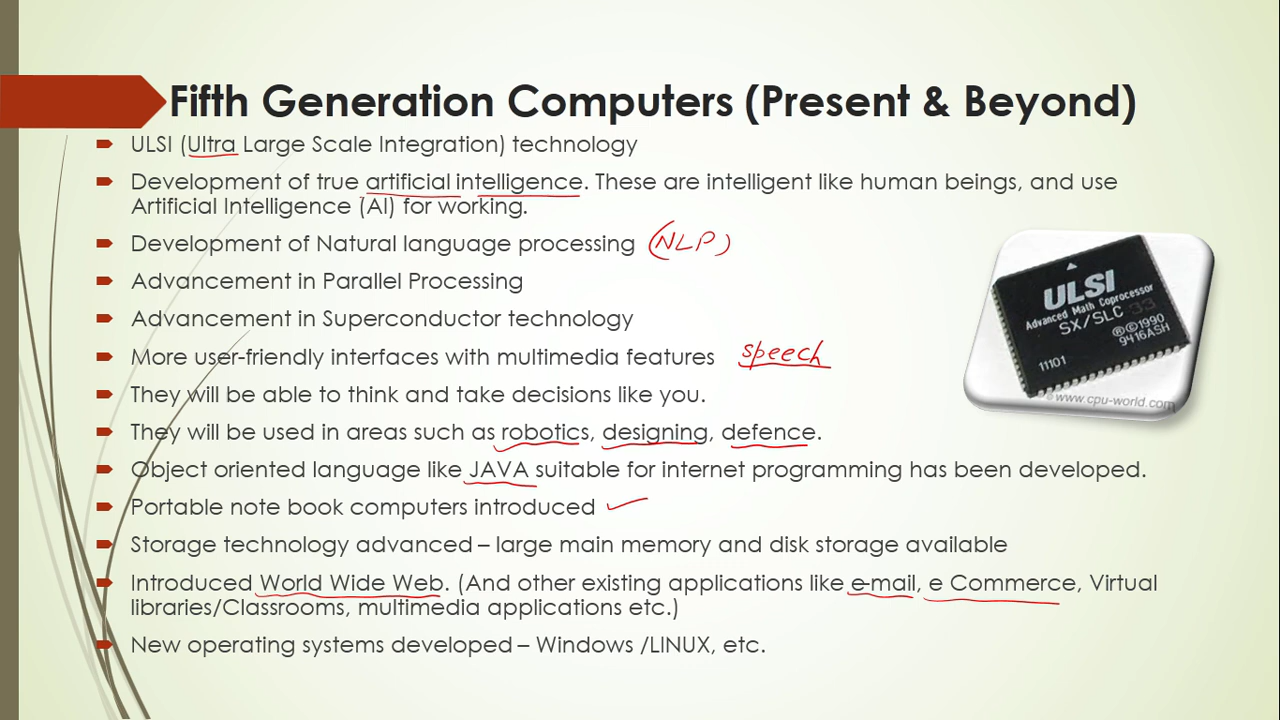 Fifth Generation Computers (Present & Beyond)
ULSI (Ultra Large Scale Integration) technology
Development of true artificial intelligence. These are intelligent like human beings, and use
Artificial Intelligence (AI) for working.
Development of Natural language processing (NLP)
Advancement in Parallel Processing
Advancement in Superconductor technology
More user-friendly interfaces with multimedia features speech
They will be able to think and take decisions like you.
They will be used in areas such as robotics, designing, defence.
Object oriented language like JAVA suitable for internet programming has been developed.
Portable note book computers introduced
Storage technology advanced – large main memory and disk storage available
Introduced World Wide Web. (And other existing applications like e-mail, e Commerce, Virtual
libraries/Classrooms, multimedia applications etc.)
New operating systems developed – Windows /LINUX, etc.
ULSI
Advanced Math Coprocessor
SX/SLC 33
®©1990
9416ASH
11101
©www.cpu-world.com